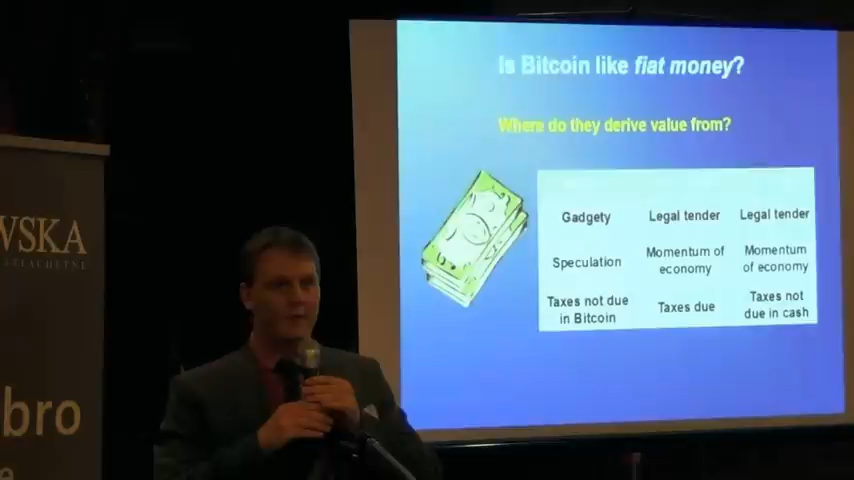 Is Bitcoin like fiat money?
Where do they derive value from?
Gadgety Legal tender Legal tender
Speculation Momentum of economy Momentum of economy
Taxes not due in Bitcoin Taxes due Taxes not due in cash
WSKA
bro